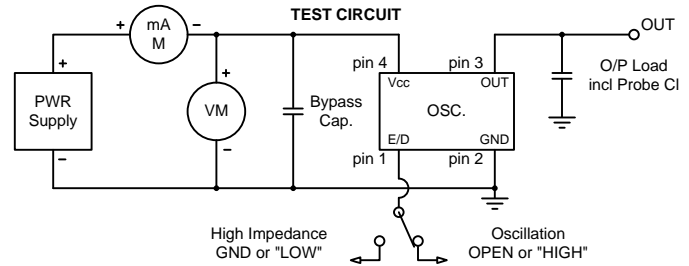 TEST CIRCUIT
+ mA M −
OUT
+
PWR Supply
−
+
VM
−
Bypass Cap.
pin 4
pin 3
Vcc
OUT
OSC.
E/D
GND
pin 1
pin 2
O/P Load
incl Probe Cl
High Impedance
GND or "LOW"
Oscillation
OPEN or "HIGH"